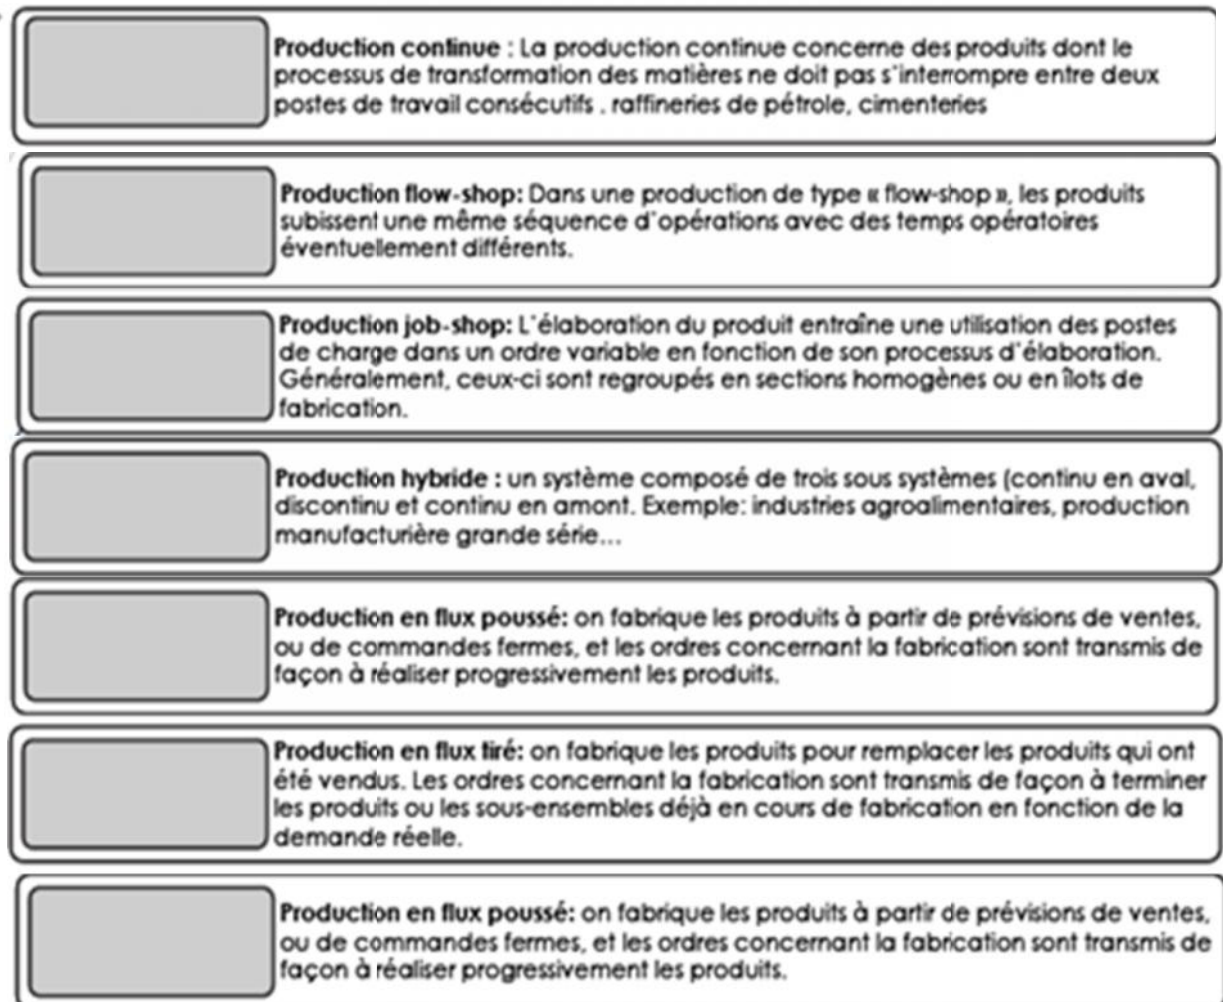 Production continue : La production continue concerne des produits dont le
processus de transformation des matières ne doit pas s'interrompre entre deux
postes de travail consécutifs . raffineries de pétrole, cimenteries
Production flow-shop: Dans une production de type « flow-shop », les produits
subissent une même séquence d'opérations avec des temps opératoires
éventuellement différents.
Production job-shop: L'élaboration du produit entraîne une utilisation des postes
de charge dans un ordre variable en fonction de son processus d'élaboration.
Généralement, ceux-ci sont regroupés en sections homogènes ou en îlots de
fabrication.
Production hybride : un système composé de trois sous systèmes (continu en aval,
discontinu et continu en amont. Exemple: industries agroalimentaires, production
manufacturière grande série...
Production en flux poussé: on fabrique les produits à partir de prévisions de ventes,
ou de commandes fermes, et les ordres concernant la fabrication sont transmis de
façon à réaliser progressivement les produits.
Production en flux tiré: on fabrique les produits pour remplacer les produits qui ont
été vendus. Les ordres concernant la fabrication sont transmis de façon à terminer
les produits ou les sous-ensembles déjà en cours de fabrication en fonction de la
demande réelle.
Production en flux poussé: on fabrique les produits à partir de prévisions de ventes,
ou de commandes fermes, et les ordres concernant la fabrication sont transmis de
façon à réaliser progressivement les produits.